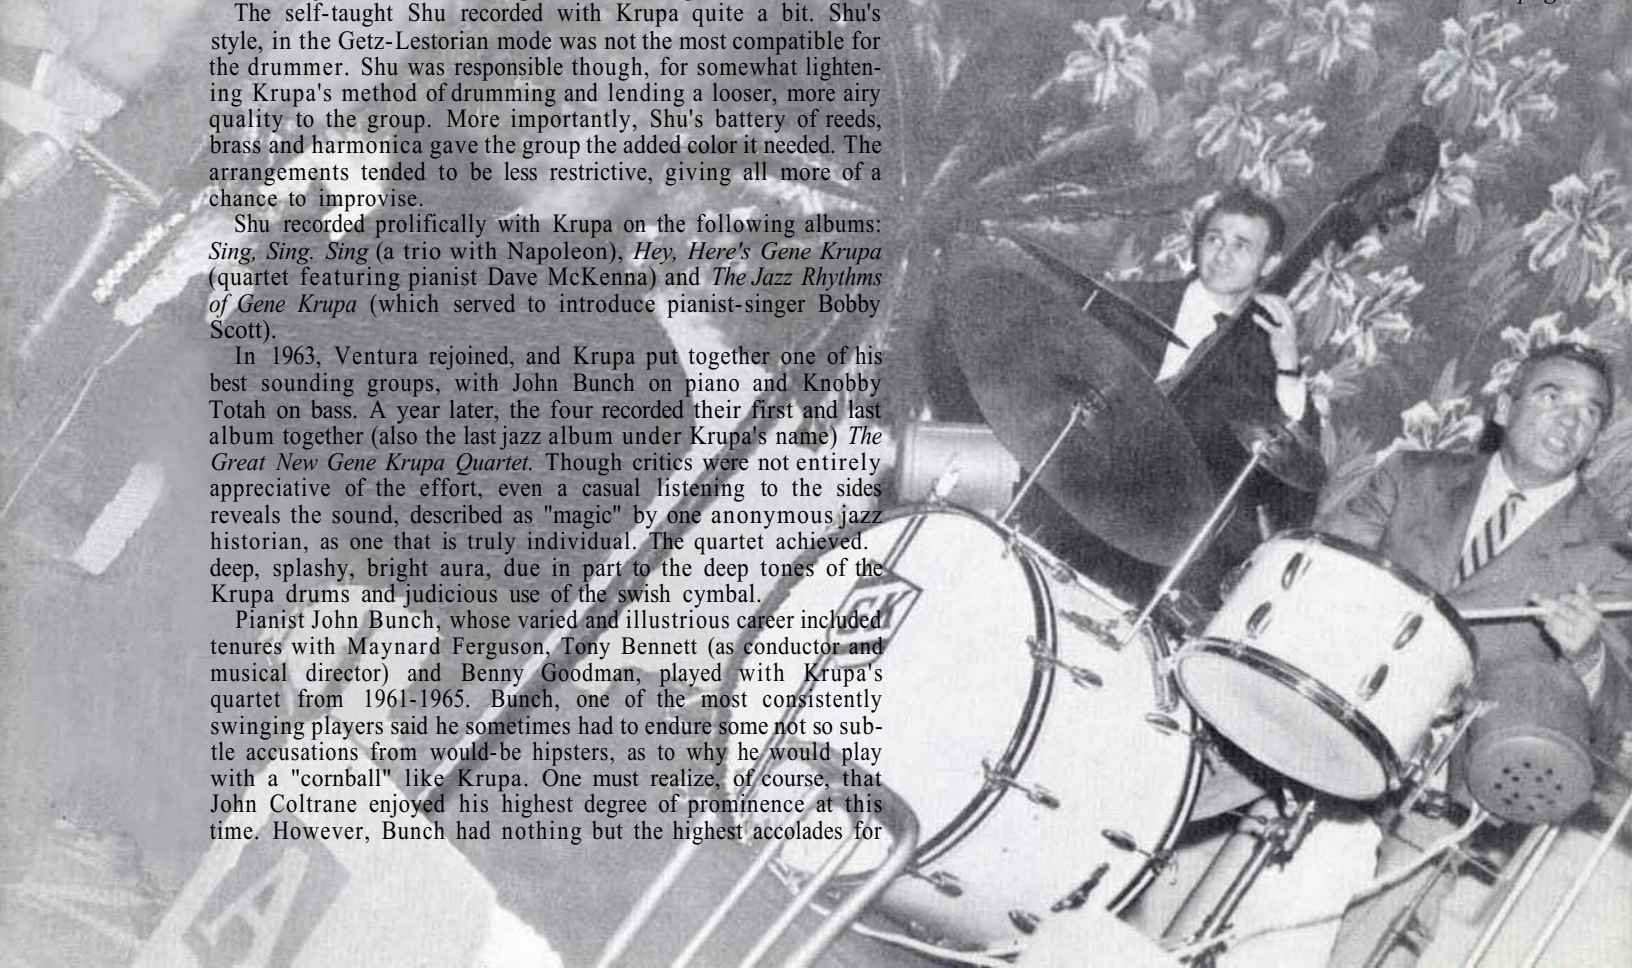 The self-taught Shu recorded with Krupa quite a bit. Shu's
style, in the Getz-Lestorian mode was not the most compatible for
the drummer. Shu was responsible though, for somewhat lighten-
ing Krupa's method of drumming and lending a looser, more airy
quality to the group. More importantly, Shu's battery of reeds,
brass and harmonica gave the group the added color it needed. The
arrangements tended to be less restrictive, giving all more of a
chance to improvise.
Shu recorded prolifically with Krupa on the following albums:
Sing, Sing. Sing (a trio with Napoleon), Hey, Here's Gene Krupa
(quartet featuring pianist Dave McKenna) and The Jazz Rhythms
of Gene Krupa (which served to introduce pianist-singer Bobby
Scott).
In 1963, Ventura rejoined, and Krupa put together one of his
best sounding groups, with John Bunch on piano and Knobby
Totah on bass. A year later, the four recorded their first and last
album together (also the last jazz album under Krupa's name) The
Great New Gene Krupa Quartet. Though critics were not entirely
appreciative of the effort, even a casual listening to the sides
reveals the sound, described as "magic" by one anonymous jazz
historian, as one that is truly individual. The quartet achieved.
deep, splashy, bright aura, due in part to the deep tones of the
Krupa drums and judicious use of the swish cymbal.
Pianist John Bunch, whose varied and illustrious career included
tenures with Maynard Ferguson, Tony Bennett (as conductor and
musical director) and Benny Goodman, played with Krupa's
quartet from 1961-1965. Bunch, one of the most consistently
swinging players said he sometimes had to endure some not so sub-
tle accusations from would-be hipsters, as to why he would play
with a "cornball" like Krupa. One must realize, of course, that
John Coltrane enjoyed his highest degree of prominence at this
time. However, Bunch had nothing but the highest accolades for
GK